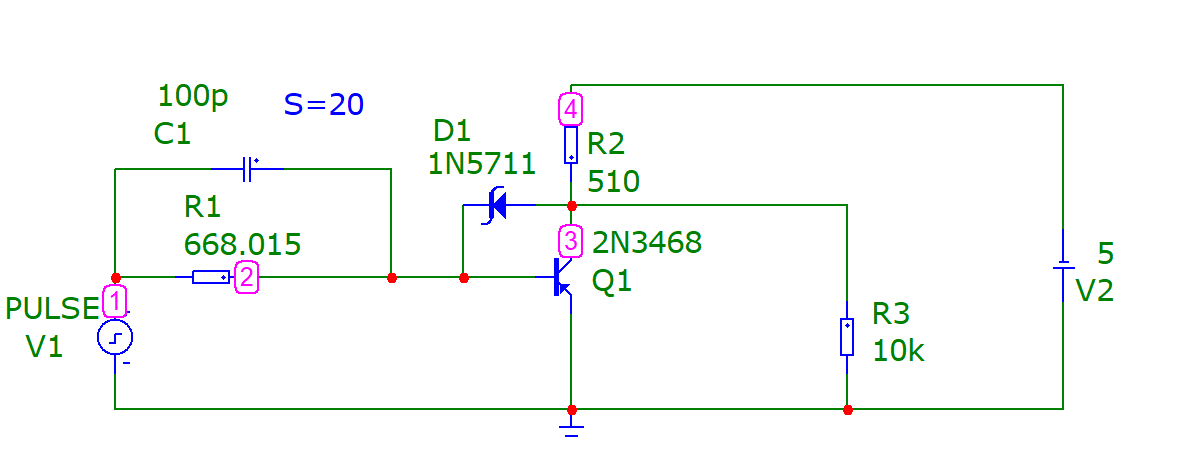 100p
S=20
C1
D1
1N5711
4
R2
510
R1
668.015
2
3
2N3468
Q1
5
V2
PULSE
1
V1
R3
10k